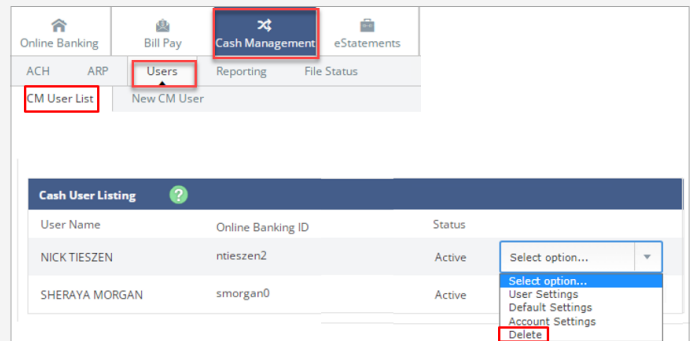 Online Banking Bill Pay Cash Management eStatements
ACH ARP Users Reporting File Status
CM User List New CM User
Cash User Listing ?
User Name Online Banking ID Status
NICK TIESZEN ntieszen2 Active Select option...
Select option...
User Settings
SHERAYA MORGAN smorgan0 Active Default Settings
Account Settings
Delete